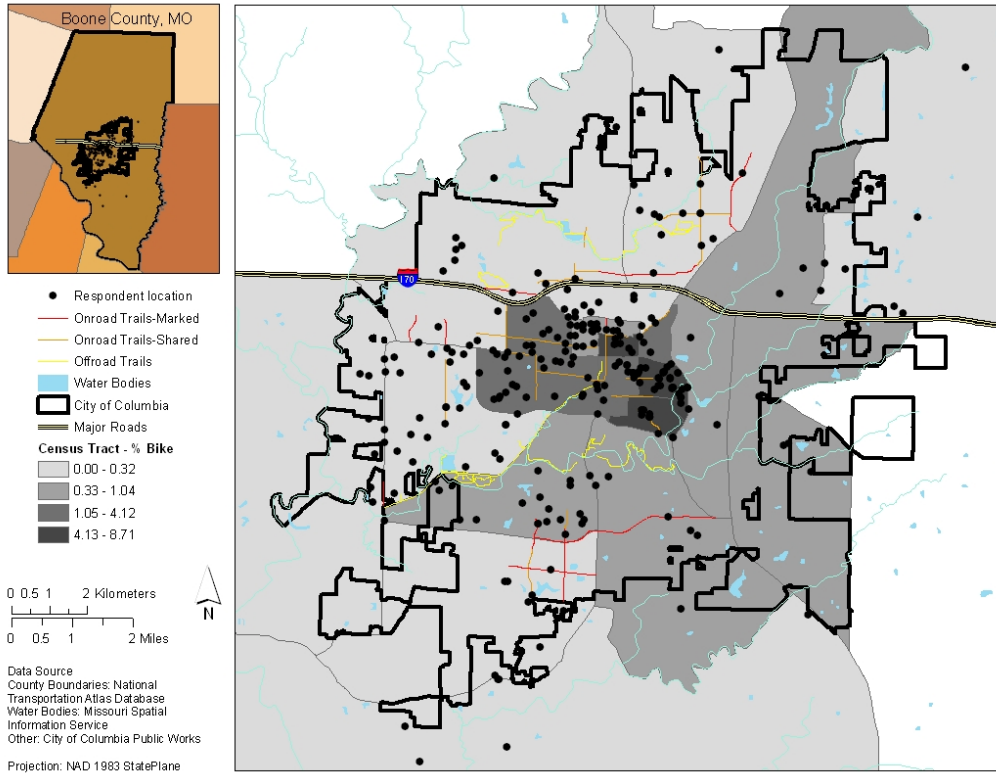 Boone County, MO
I 70
Respondent location
Onroad Trails-Marked
Onroad Trails-Shared
Offroad Trails
Water Bodies
City of Columbia
Major Roads
Census Tract - % Bike
0.00 - 0.32
0.33 - 1.04
1.05 - 4.12
4.13 - 8.71
0 0.5 1 2 Kilometers
0 0.5 1 2 Miles
N
Data Source
County Boundaries: National
Transportation Atlas Database
Water Bodies: Missouri Spatial
Information Service
Other: City of Columbia Public Works
Projection: NAD 1983 StatePlane